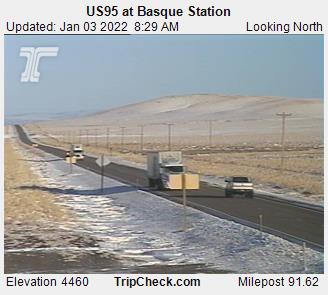 US95 at Basque Station
Updated: Jan 03 2022 8:29 AM Looking North
Elevation 4460 TripCheck.com Milepost 91.62